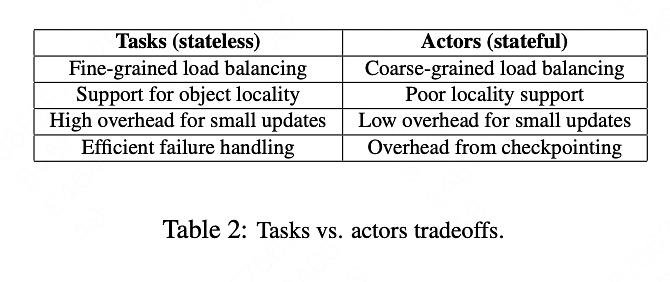 Tasks (stateless) Actors (stateful)
Fine-grained load balancing Coarse-grained load balancing
Support for object locality Poor locality support
High overhead for small updates Low overhead for small updates
Efficient failure handling Overhead from checkpointing
Table 2: Tasks vs. actors tradeoffs.